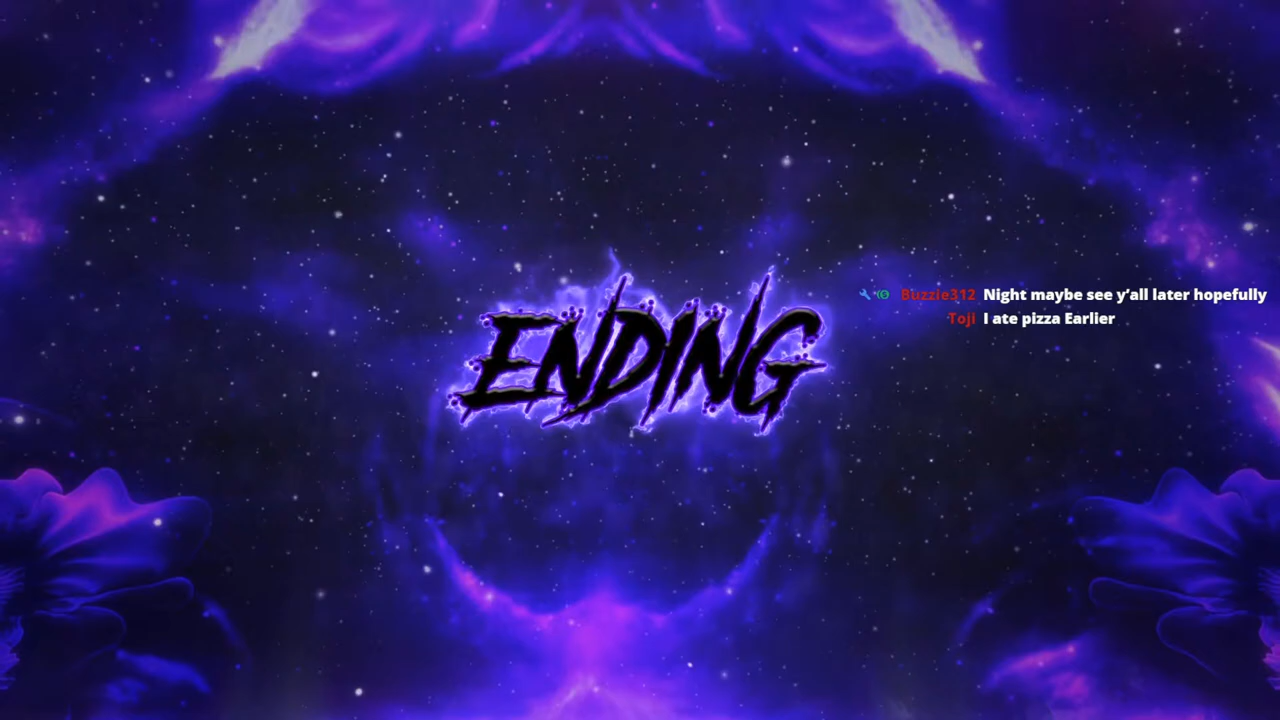 ENDING
Buzzie312 Night maybe see y’all later hopefully
Toji I ate pizza Earlier